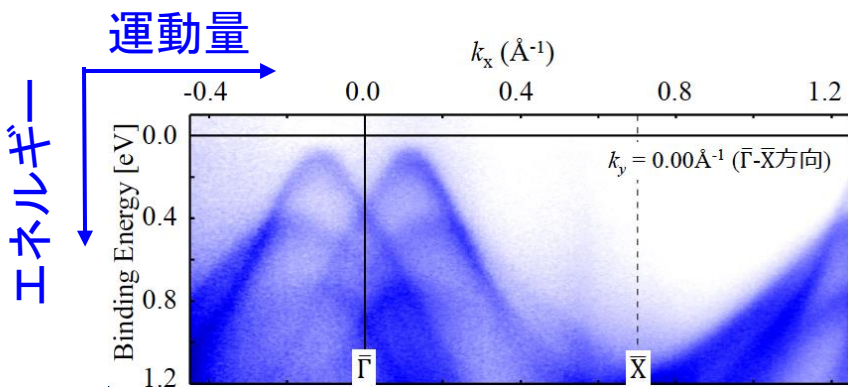 運動量
エネルギー
kx (Å-1)
-0.4 0.0 0.4 0.8 1.2
Binding Energy [eV]
0.0
0.4
0.8
1.2
ky = 0.00Å-1 (Γ̅-X̅方向)
Γ̅
X̅